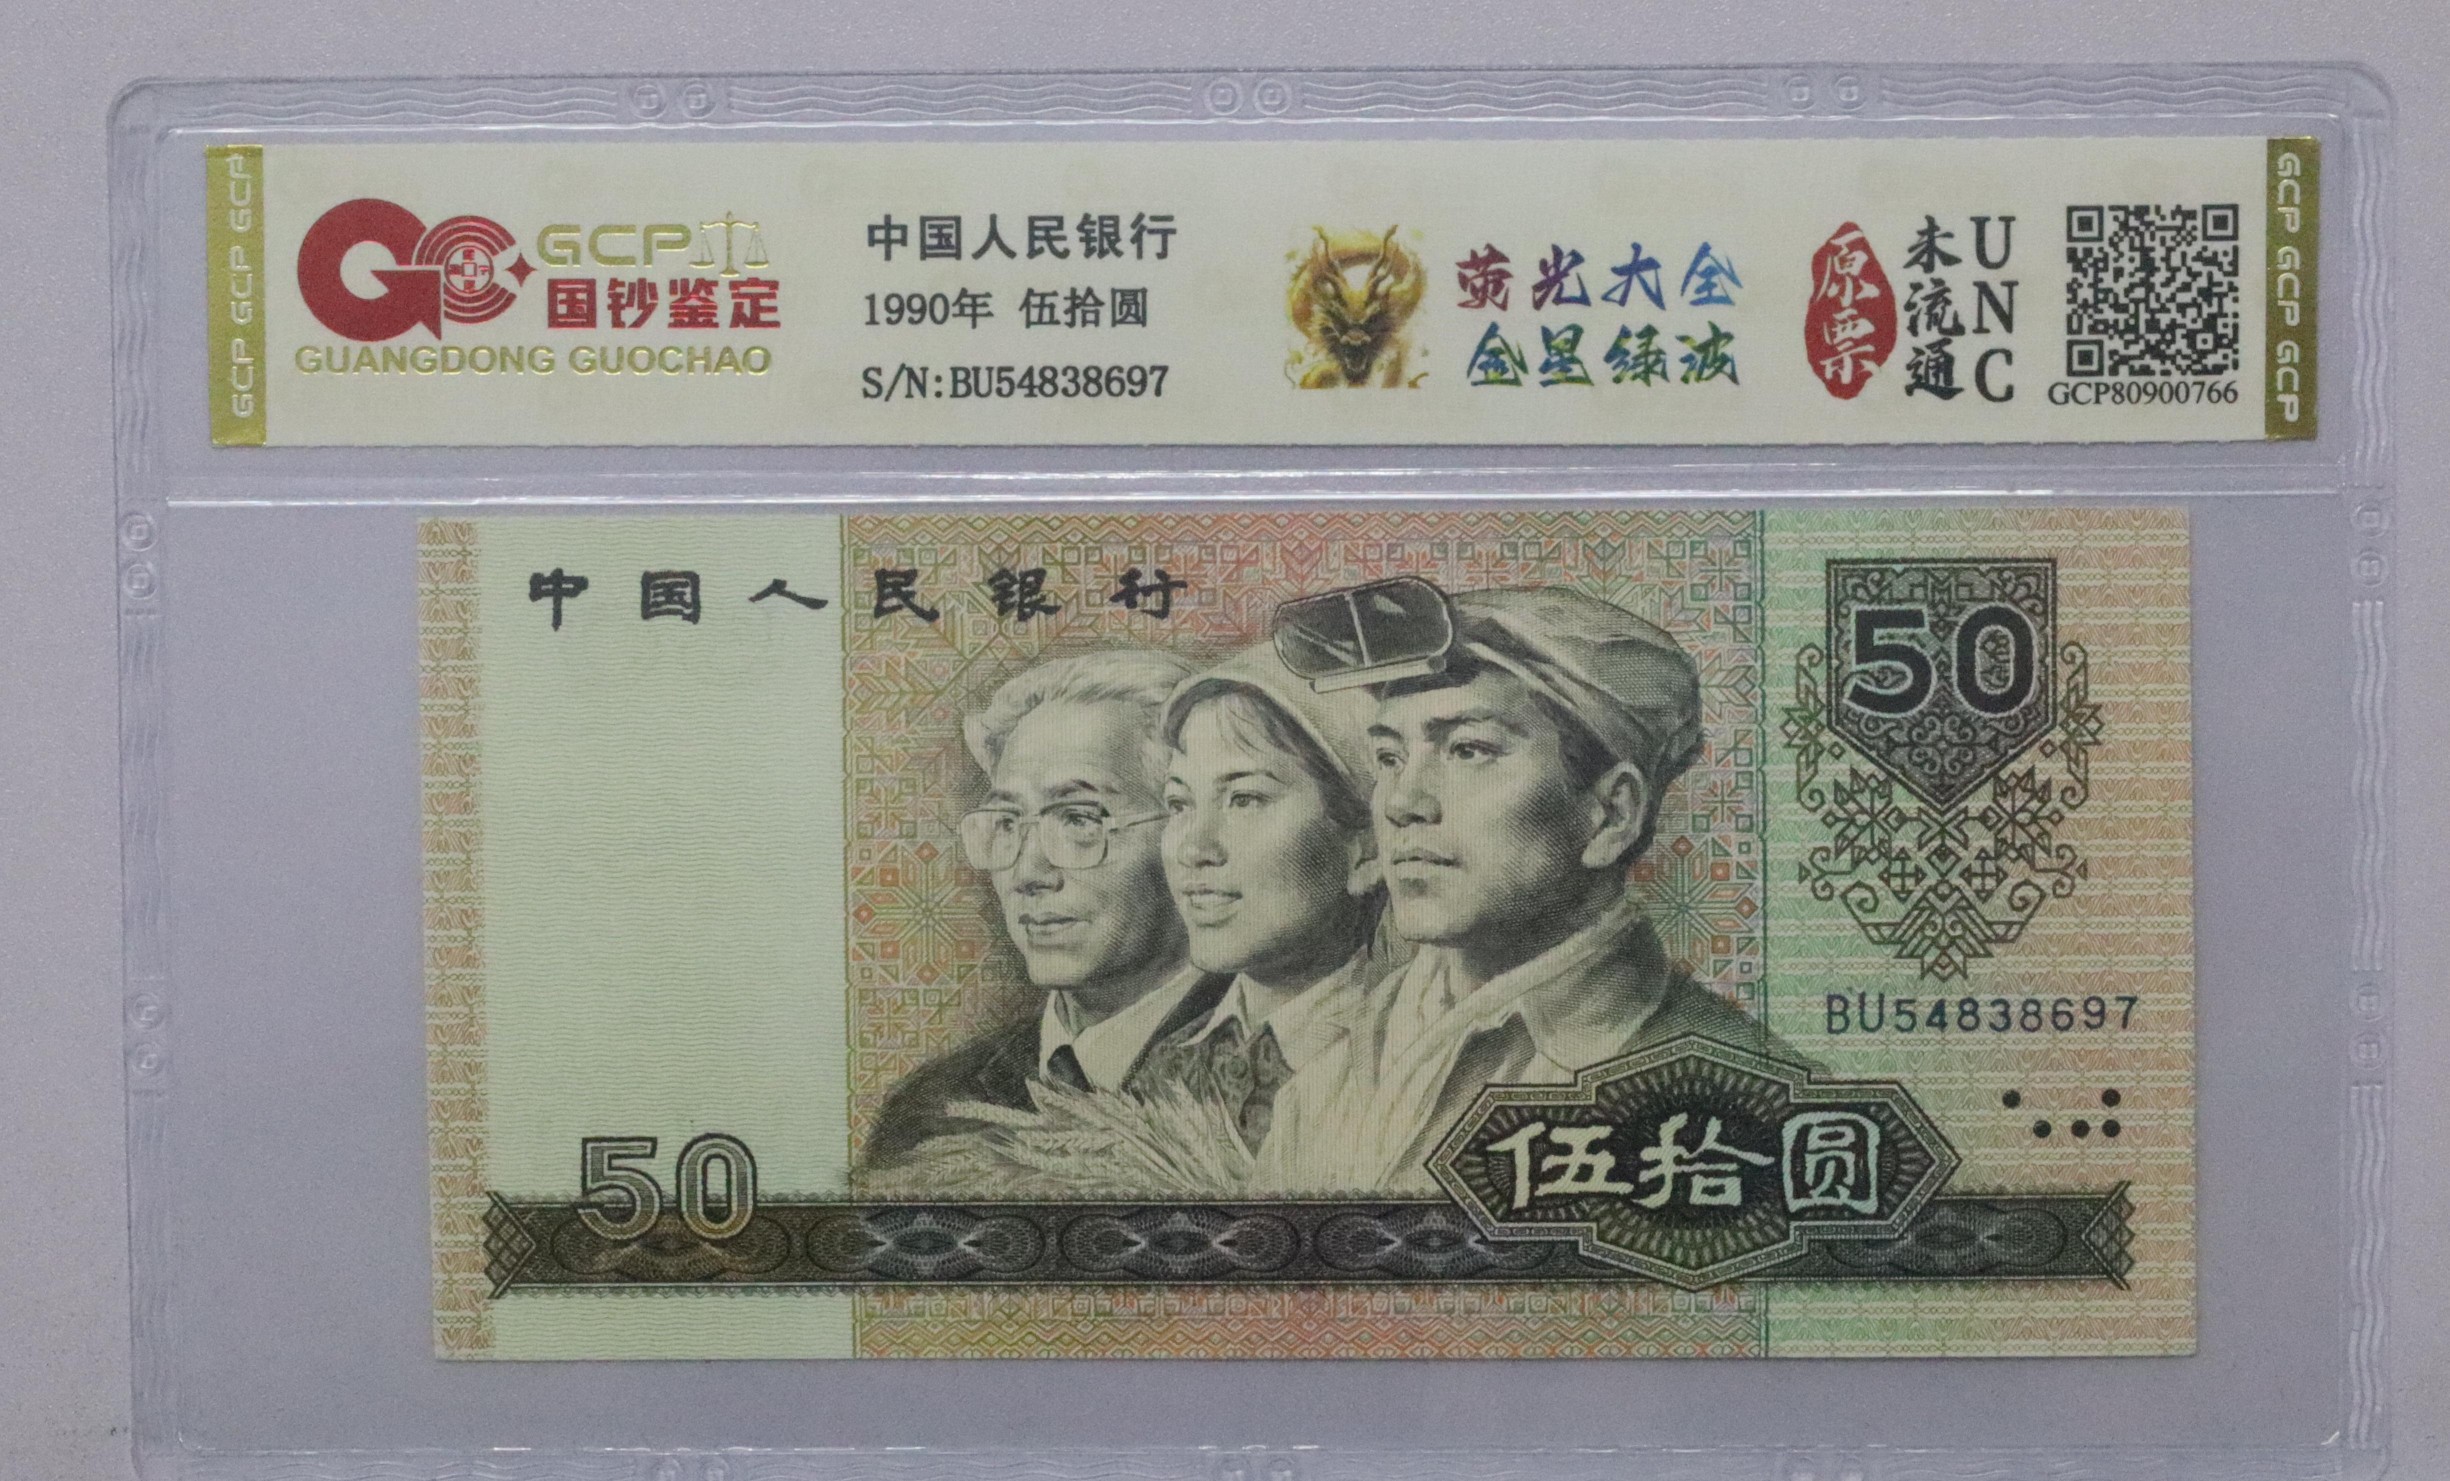 GCP GCP GCP
GCP
国钞鉴定
GUANGDONG GUOCHAO
中国人民银行
1990年 伍拾圆
S/N:BU54838697
荧光大全
金星绿波
原票
未流通
UNC
GCP80900766
GCP GCP GCP
中国人民银行
50
BU54838697
50
伍拾圆